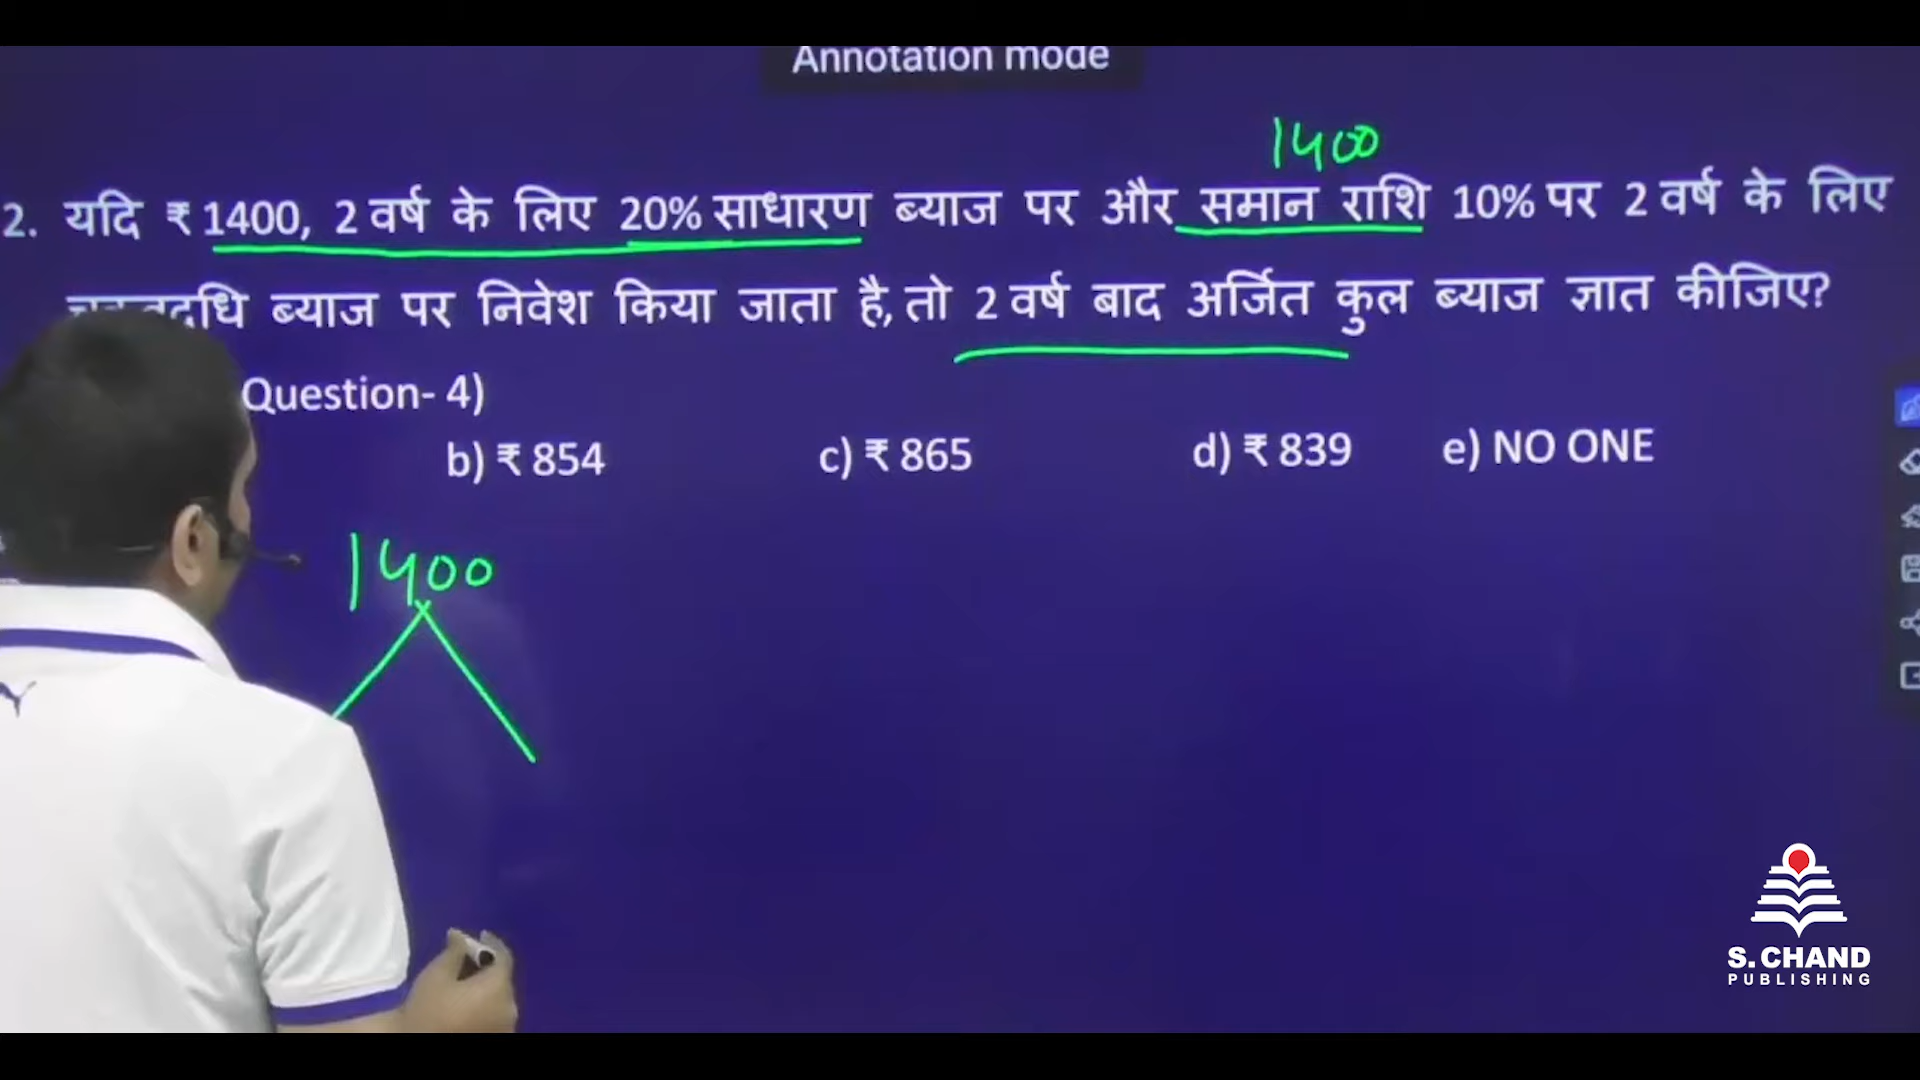 Annotation mode
1400
2. यदि ₹ 1400, 2 वर्ष के लिए 20% साधारण ब्याज पर और समान राशि 10% पर 2 वर्ष के लिए
ब्याज पर निवेश किया जाता है, तो 2 वर्ष बाद अर्जित कुल ब्याज ज्ञात कीजिए?
Question- 4)
b) ₹ 854 c) ₹ 865 d) ₹ 839 e) NO ONE
1400
S. CHAND
PUBLISHING